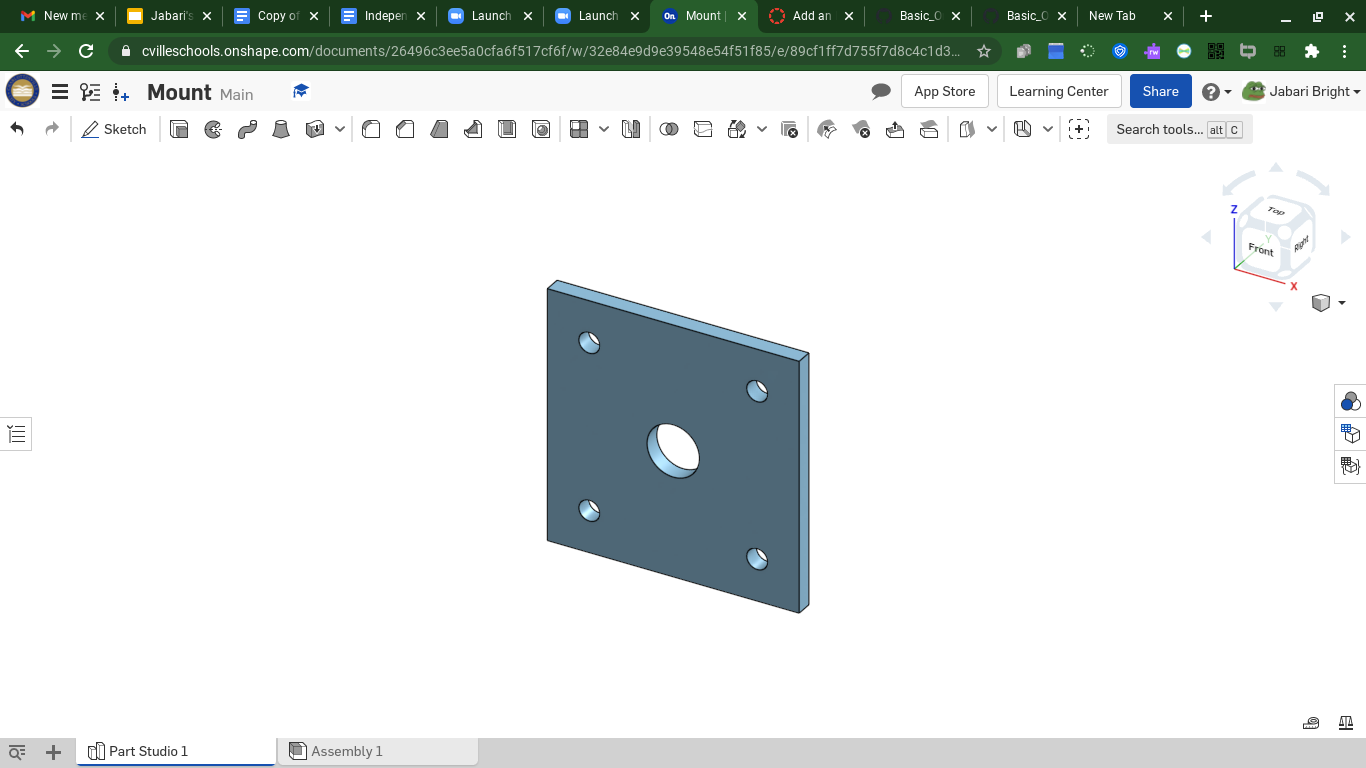 New me
Jabari's
Copy of
Indepen
Launch
Launch
On
Mount |
Add an
Basic_O
Basic_O
New Tab
cvilleschools.onshape.com/documents/26496c3ee5a0cfa6f517cf6f/w/32e84e9d9e39548e54f51f85/e/89cf1ff7d755f7d8c4c1d3...
rw
Mount Main
App Store
Learning Center
Share
Jabari Bright
Sketch
Search tools... alt C
Z
Top
Y
Front
Right
X
Part Studio 1
Assembly 1